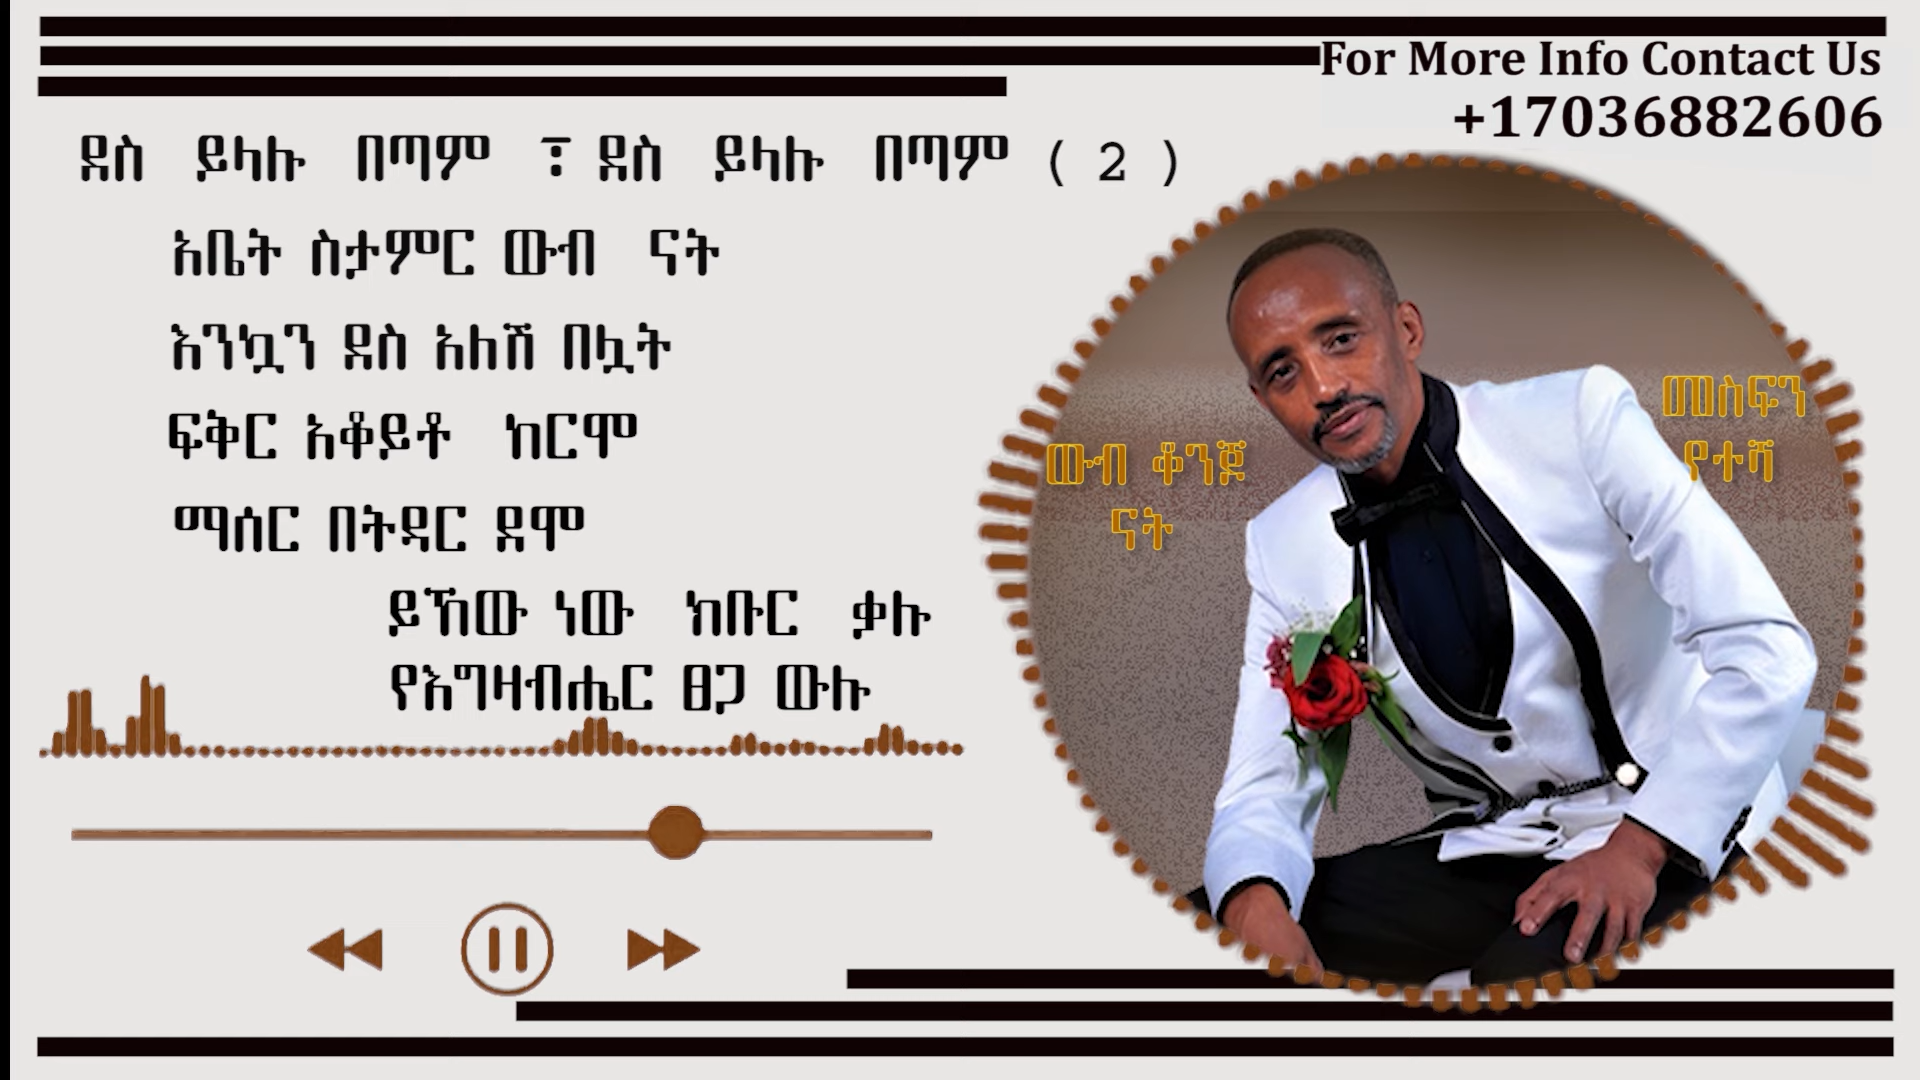 For More Info Contact Us
+17036882606
ደስ ይላሉ በጣም ፣ ደስ ይላሉ በጣም ( 2 )
አቤት ስታምር ውብ ናት
እንኳን ደስ አለሽ በሏት
ፍቅር አቆይቶ ከርሞ
ማሰር በትዳር ደሞ
ይኸው ነው ክቡር ቃሉ
የእግዛብሔር ፀጋ ውሉ
ውብ ቆንጆ
ናት
መስፍን
የተሻ